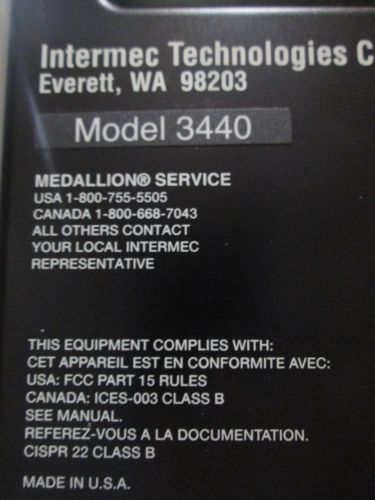 Intermec Technologies C
Everett, WA 98203
Model 3440
MEDALLION® SERVICE
USA 1-800-755-5505
CANADA 1-800-668-7043
ALL OTHERS CONTACT
YOUR LOCAL INTERMEC
REPRESENTATIVE
THIS EQUIPMENT COMPLIES WITH:
CET APPAREIL EST EN CONFORMITE AVEC:
USA: FCC PART 15 RULES
CANADA: ICES-003 CLASS B
SEE MANUAL.
REFEREZ-VOUS A LA DOCUMENTATION.
CISPR 22 CLASS B
MADE IN U.S.A.